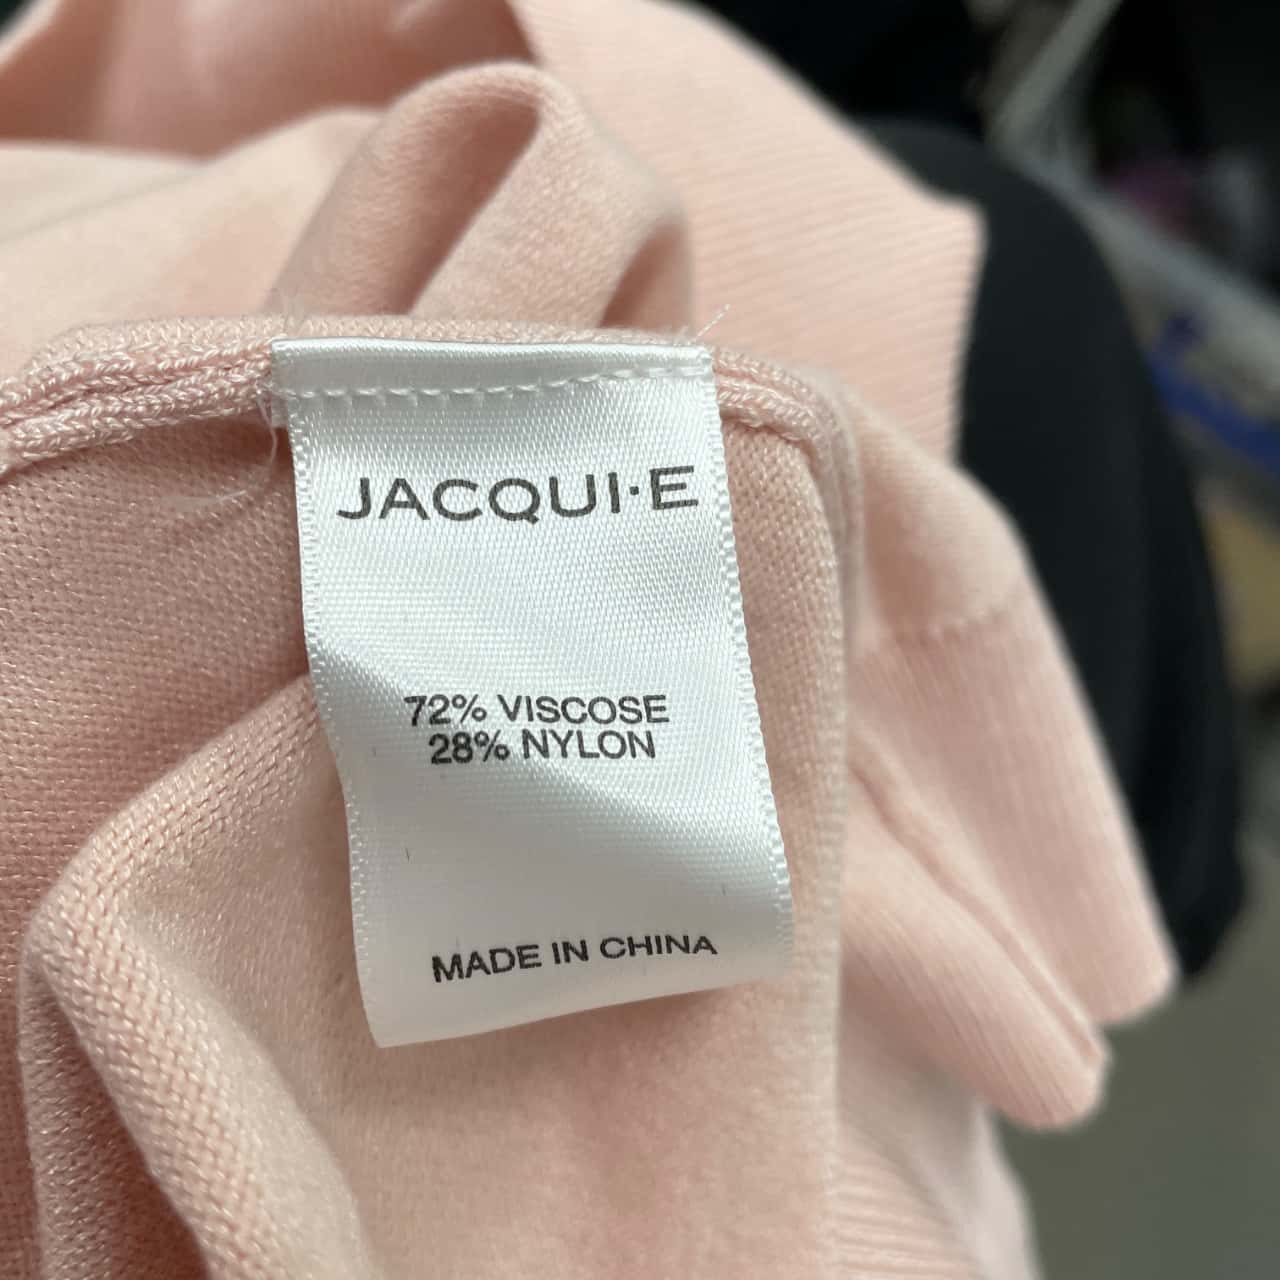 JACQUI·E
72% VISCOSE
28% NYLON
MADE IN CHINA